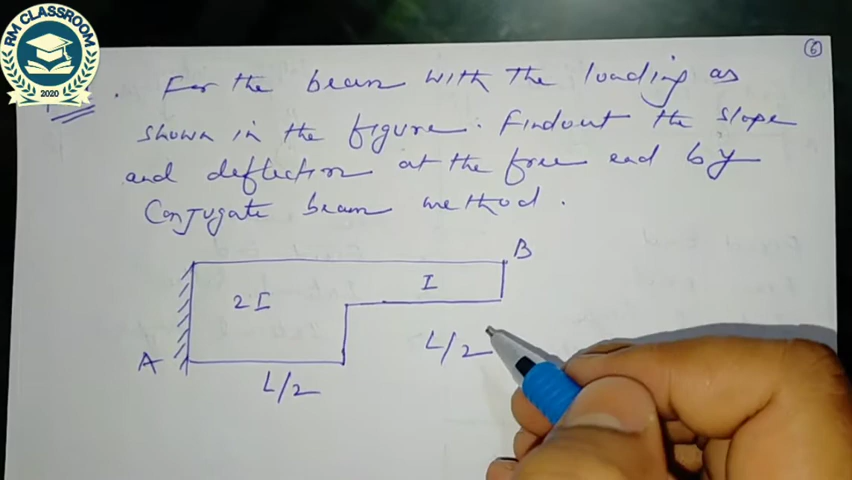 RM CLASSROOM
2020
6
For the beam with the loading as
shown in the figure. Findout the slope
and deflection at the free end by
Conjugate beam method.
B
I
2I
L/2
A
L/2